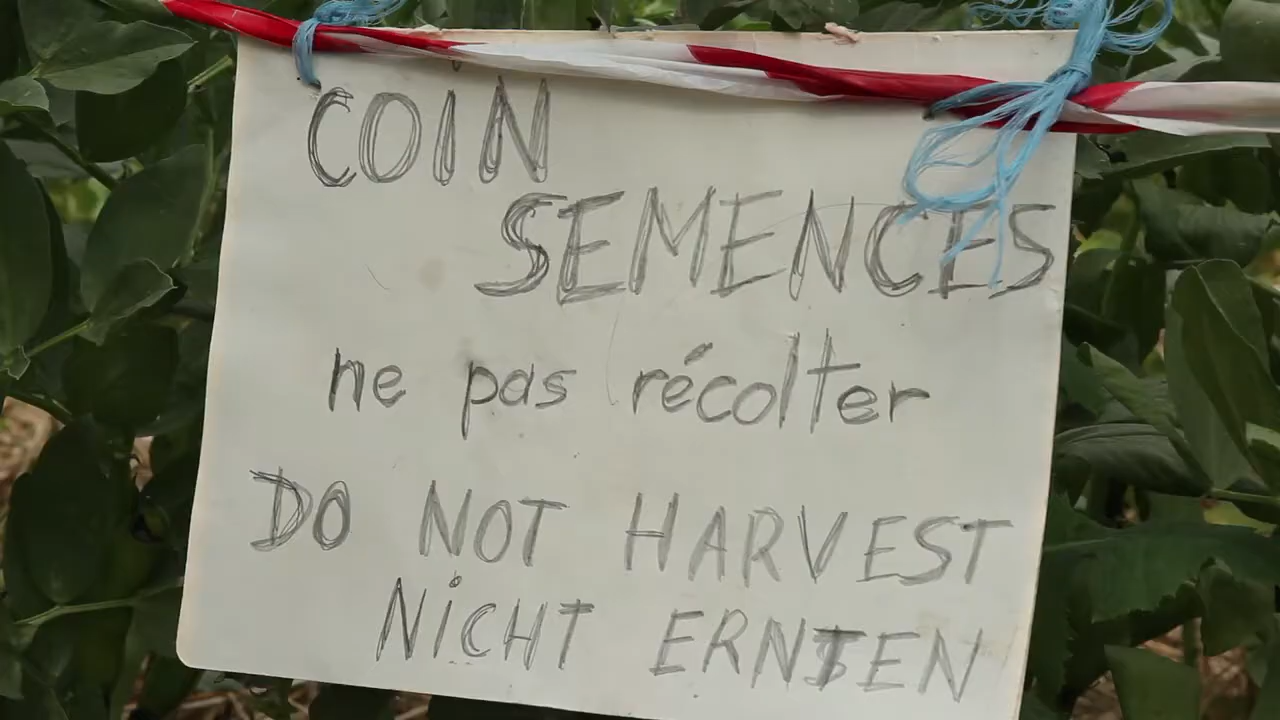 COIN
SEMENCES
ne pas récolter
DO NOT HARVEST
NiCHT ERNTEN